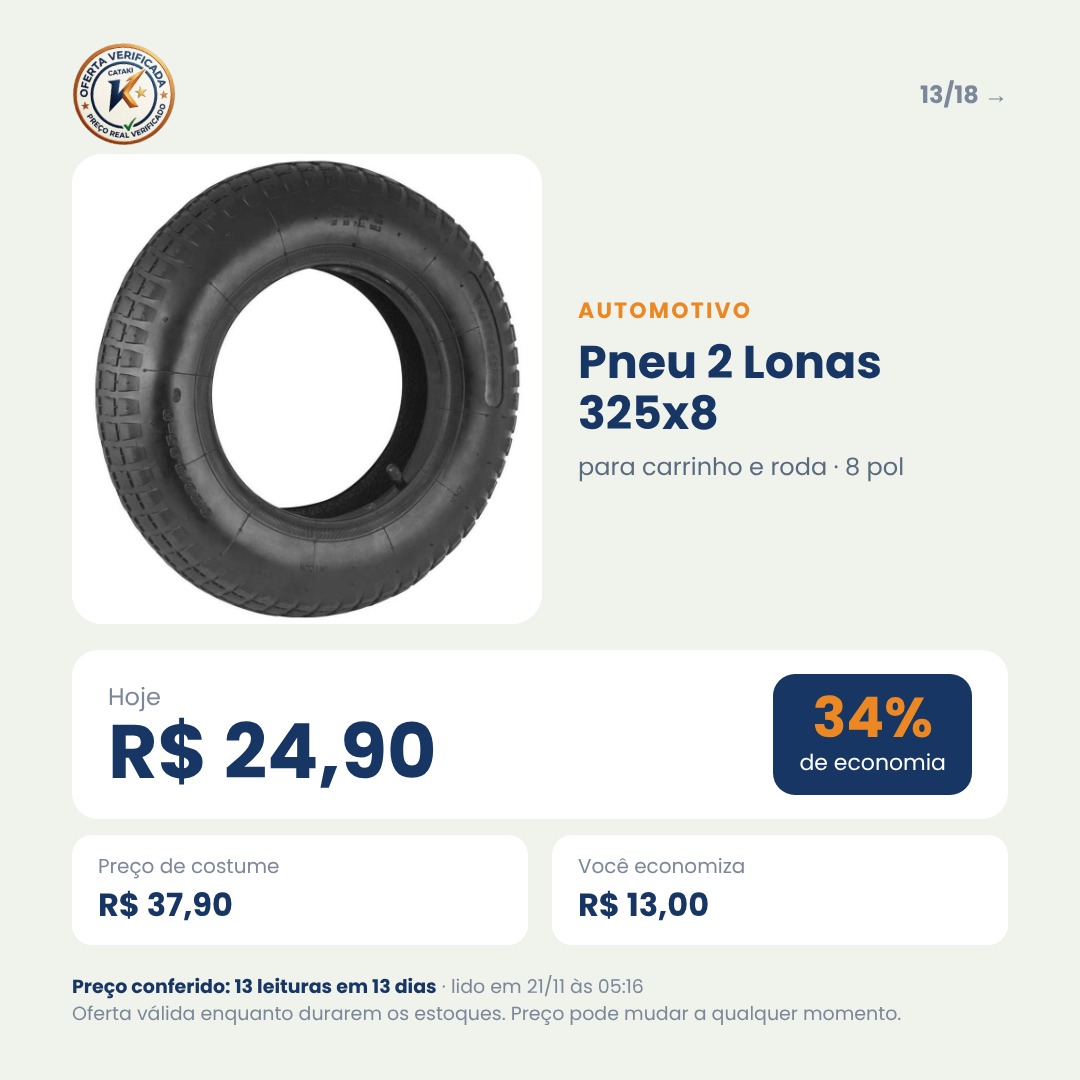 OFERTA VERIFICADA
CATAKI
K
PREÇO REAL VERIFICADO
13/18 →
AUTOMOTIVO
Pneu 2 Lonas
325x8
para carrinho e roda · 8 pol
Hoje
R$ 24,90
34%
de economia
Preço de costume
R$ 37,90
Você economiza
R$ 13,00
Preço conferido: 13 leituras em 13 dias · lido em 21/11 às 05:16
Oferta válida enquanto durarem os estoques. Preço pode mudar a qualquer momento.